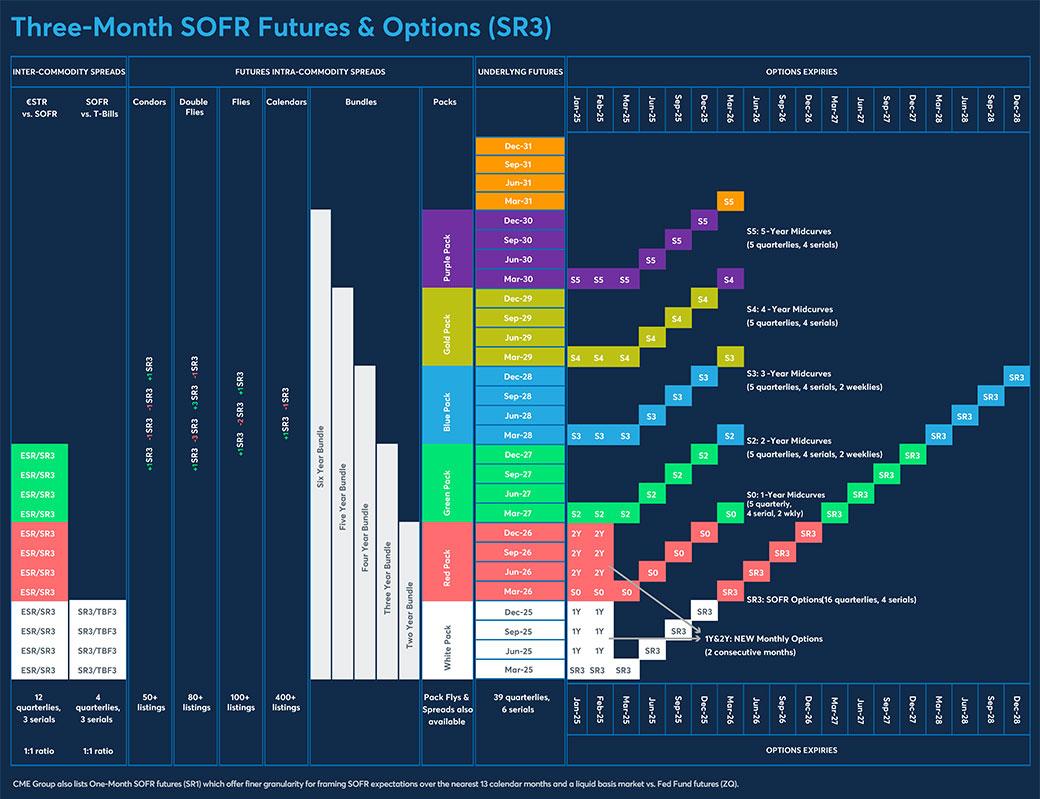 Three-Month SOFR Futures & Options (SR3)
INTER-COMMODITY SPREADS
FUTURES INTRA-COMMODITY SPREADS
UNDERLYNG FUTURES
OPTIONS EXPIRIES
€STR
vs. SOFR
SOFR
vs. T-Bills
Condors
Double
Flies
Flies
Calendars
Bundles
Packs
Jan-25 Feb-25 Mar-25 Jun-25 Sep-25 Dec-25 Mar-26 Jun-26 Sep-26 Dec-26 Mar-27 Jun-27 Sep-27 Dec-27 Mar-28 Jun-28 Sep-28 Dec-28
Dec-31
Sep-31
Jun-31
Mar-31 S5
Dec-30 S5
Sep-30 S5
Jun-30 S5
Mar-30 S5 S5 S5 S4
Dec-29 S4
Sep-29 S4
Jun-29 S4
Mar-29 S4 S4 S4 S3
Dec-28 S3 SR3
Sep-28 S3 SR3
Jun-28 S3 SR3
Mar-28 S3 S3 S3 S2 SR3
ESR/SR3 Dec-27 S2 SR3
ESR/SR3 Sep-27 S2 SR3
ESR/SR3 Jun-27 S2 SR3
ESR/SR3 Mar-27 S2 S2 S2 S0 SR3
ESR/SR3 Dec-26 2Y 2Y S0 SR3
ESR/SR3 Sep-26 2Y 2Y S0 SR3
ESR/SR3 Jun-26 2Y 2Y S0 SR3
ESR/SR3 Mar-26 S0 S0 S0 SR3
ESR/SR3 SR3/TBF3 Dec-25 1Y 1Y SR3
ESR/SR3 SR3/TBF3 Sep-25 1Y 1Y SR3
ESR/SR3 SR3/TBF3 Jun-25 1Y 1Y SR3
ESR/SR3 SR3/TBF3 Mar-25 SR3 SR3 SR3
+1SR3 -1SR3 -1SR3 +1SR3
+1SR3 -3SR3 +3SR3 -1SR3
+1SR3 -2SR3 +1SR3
+1SR3 -1SR3
Six Year Bundle
Five Year Bundle
Four Year Bundle
Three Year Bundle
Two Year Bundle
Purple Pack
Gold Pack
Blue Pack
Green Pack
Red Pack
White Pack
S5: 5-Year Midcurves
(5 quarterlies, 4 serials)
S4: 4-Year Midcurves
(5 quarterlies, 4 serials)
S3: 3-Year Midcurves
(5 quarterlies, 4 serials, 2 weeklies)
S2: 2-Year Midcurves
(5 quarterlies, 4 serials, 2 weeklies)
S0: 1-Year Midcurves
(5 quarterly,
4 serial, 2 wkly)
SR3: SOFR Options(16 quarterlies, 4 serials)
1Y&2Y: NEW Monthly Options
(2 consecutive months)
12
quarterlies,
3 serials
1:1 ratio
4
quarterlies,
3 serials
1:1 ratio
50+
listings
80+
listings
100+
listings
400+
listings
Pack Flys &
Spreads also
available
39 quarterlies,
6 serials
Jan-25 Feb-25 Mar-25 Jun-25 Sep-25 Dec-25 Mar-26 Jun-26 Sep-26 Dec-26 Mar-27 Jun-27 Sep-27 Dec-27 Mar-28 Jun-28 Sep-28 Dec-28
OPTIONS EXPIRIES
CME Group also lists One-Month SOFR futures (SR1) which offer finer granularity for framing SOFR expectations over the nearest 13 calendar months and a liquid basis market vs. Fed Fund futures (ZQ).